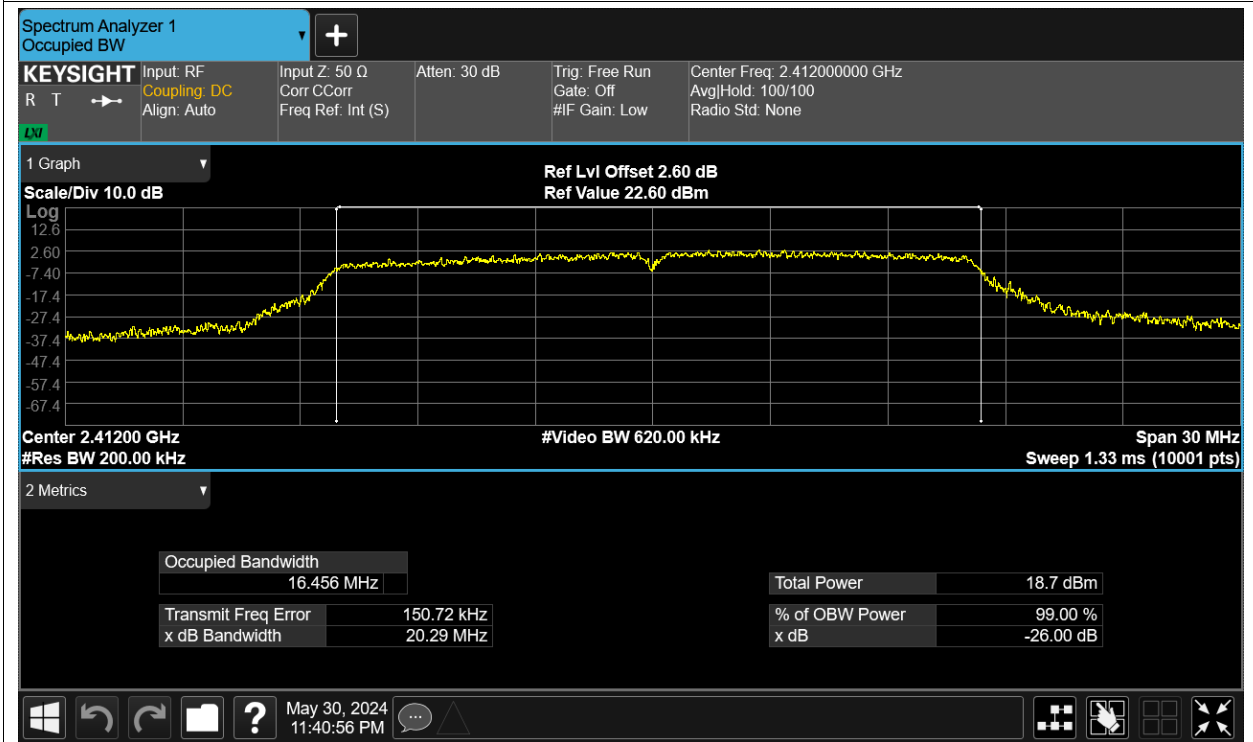 Spectrum Analyzer 1
Occupied BW
KEYSIGHT
R T
LXI
Input: RF
Coupling: DC
Align: Auto
Input Z: 50 Ω
Corr CCorr
Freq Ref: Int (S)
Atten: 30 dB
Trig: Free Run
Gate: Off
#IF Gain: Low
Center Freq: 2.412000000 GHz
Avg|Hold: 100/100
Radio Std: None
1 Graph
Scale/Div 10.0 dB
Ref Lvl Offset 2.60 dB
Ref Value 22.60 dBm
Log
12.6
2.60
-7.40
-17.4
-27.4
-37.4
-47.4
-57.4
-67.4
Center 2.41200 GHz
#Res BW 200.00 kHz
#Video BW 620.00 kHz
Span 30 MHz
Sweep 1.33 ms (10001 pts)
2 Metrics
Occupied Bandwidth
16.456 MHz
Transmit Freq Error 150.72 kHz
x dB Bandwidth 20.29 MHz
Total Power 18.7 dBm
% of OBW Power 99.00 %
x dB -26.00 dB
?
May 30, 2024
11:40:56 PM